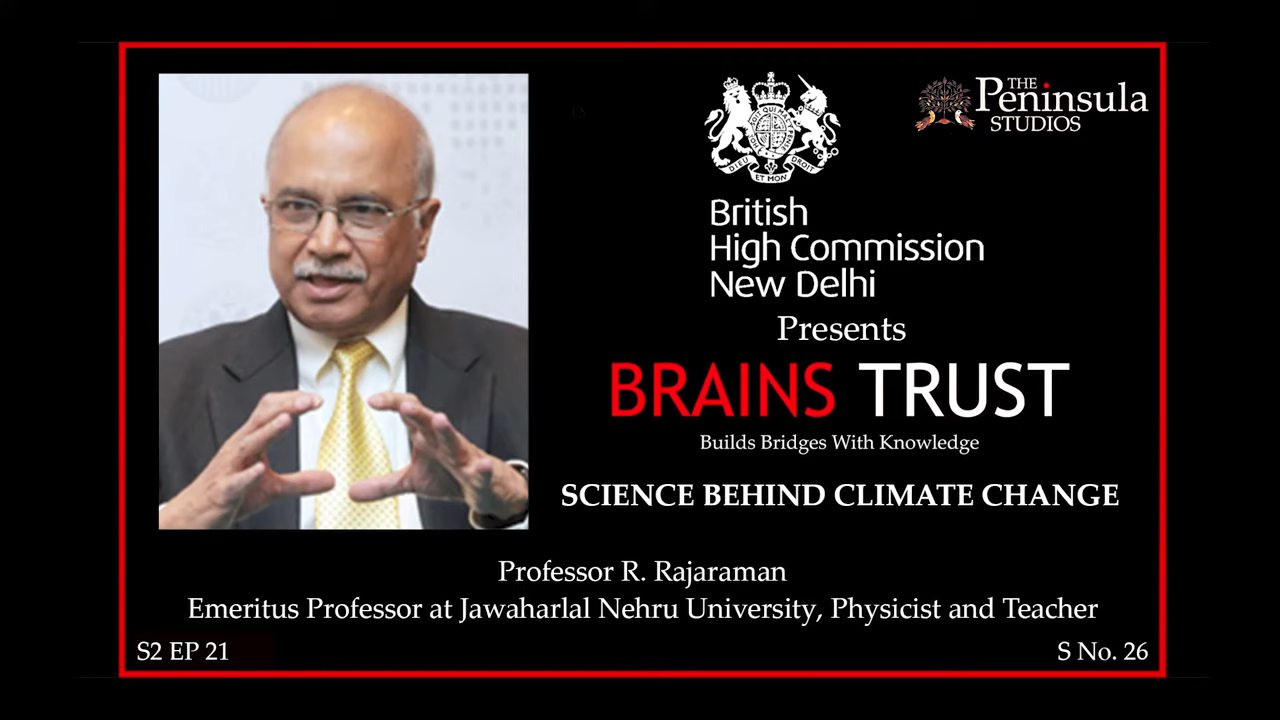 THE
Peninsula
STUDIOS
DIEU ET MON DROIT
British
High Commission
New Delhi
Presents
BRAINS TRUST
Builds Bridges With Knowledge
SCIENCE BEHIND CLIMATE CHANGE
Professor R. Rajaraman
Emeritus Professor at Jawaharlal Nehru University, Physicist and Teacher
S2 EP 21
S No. 26